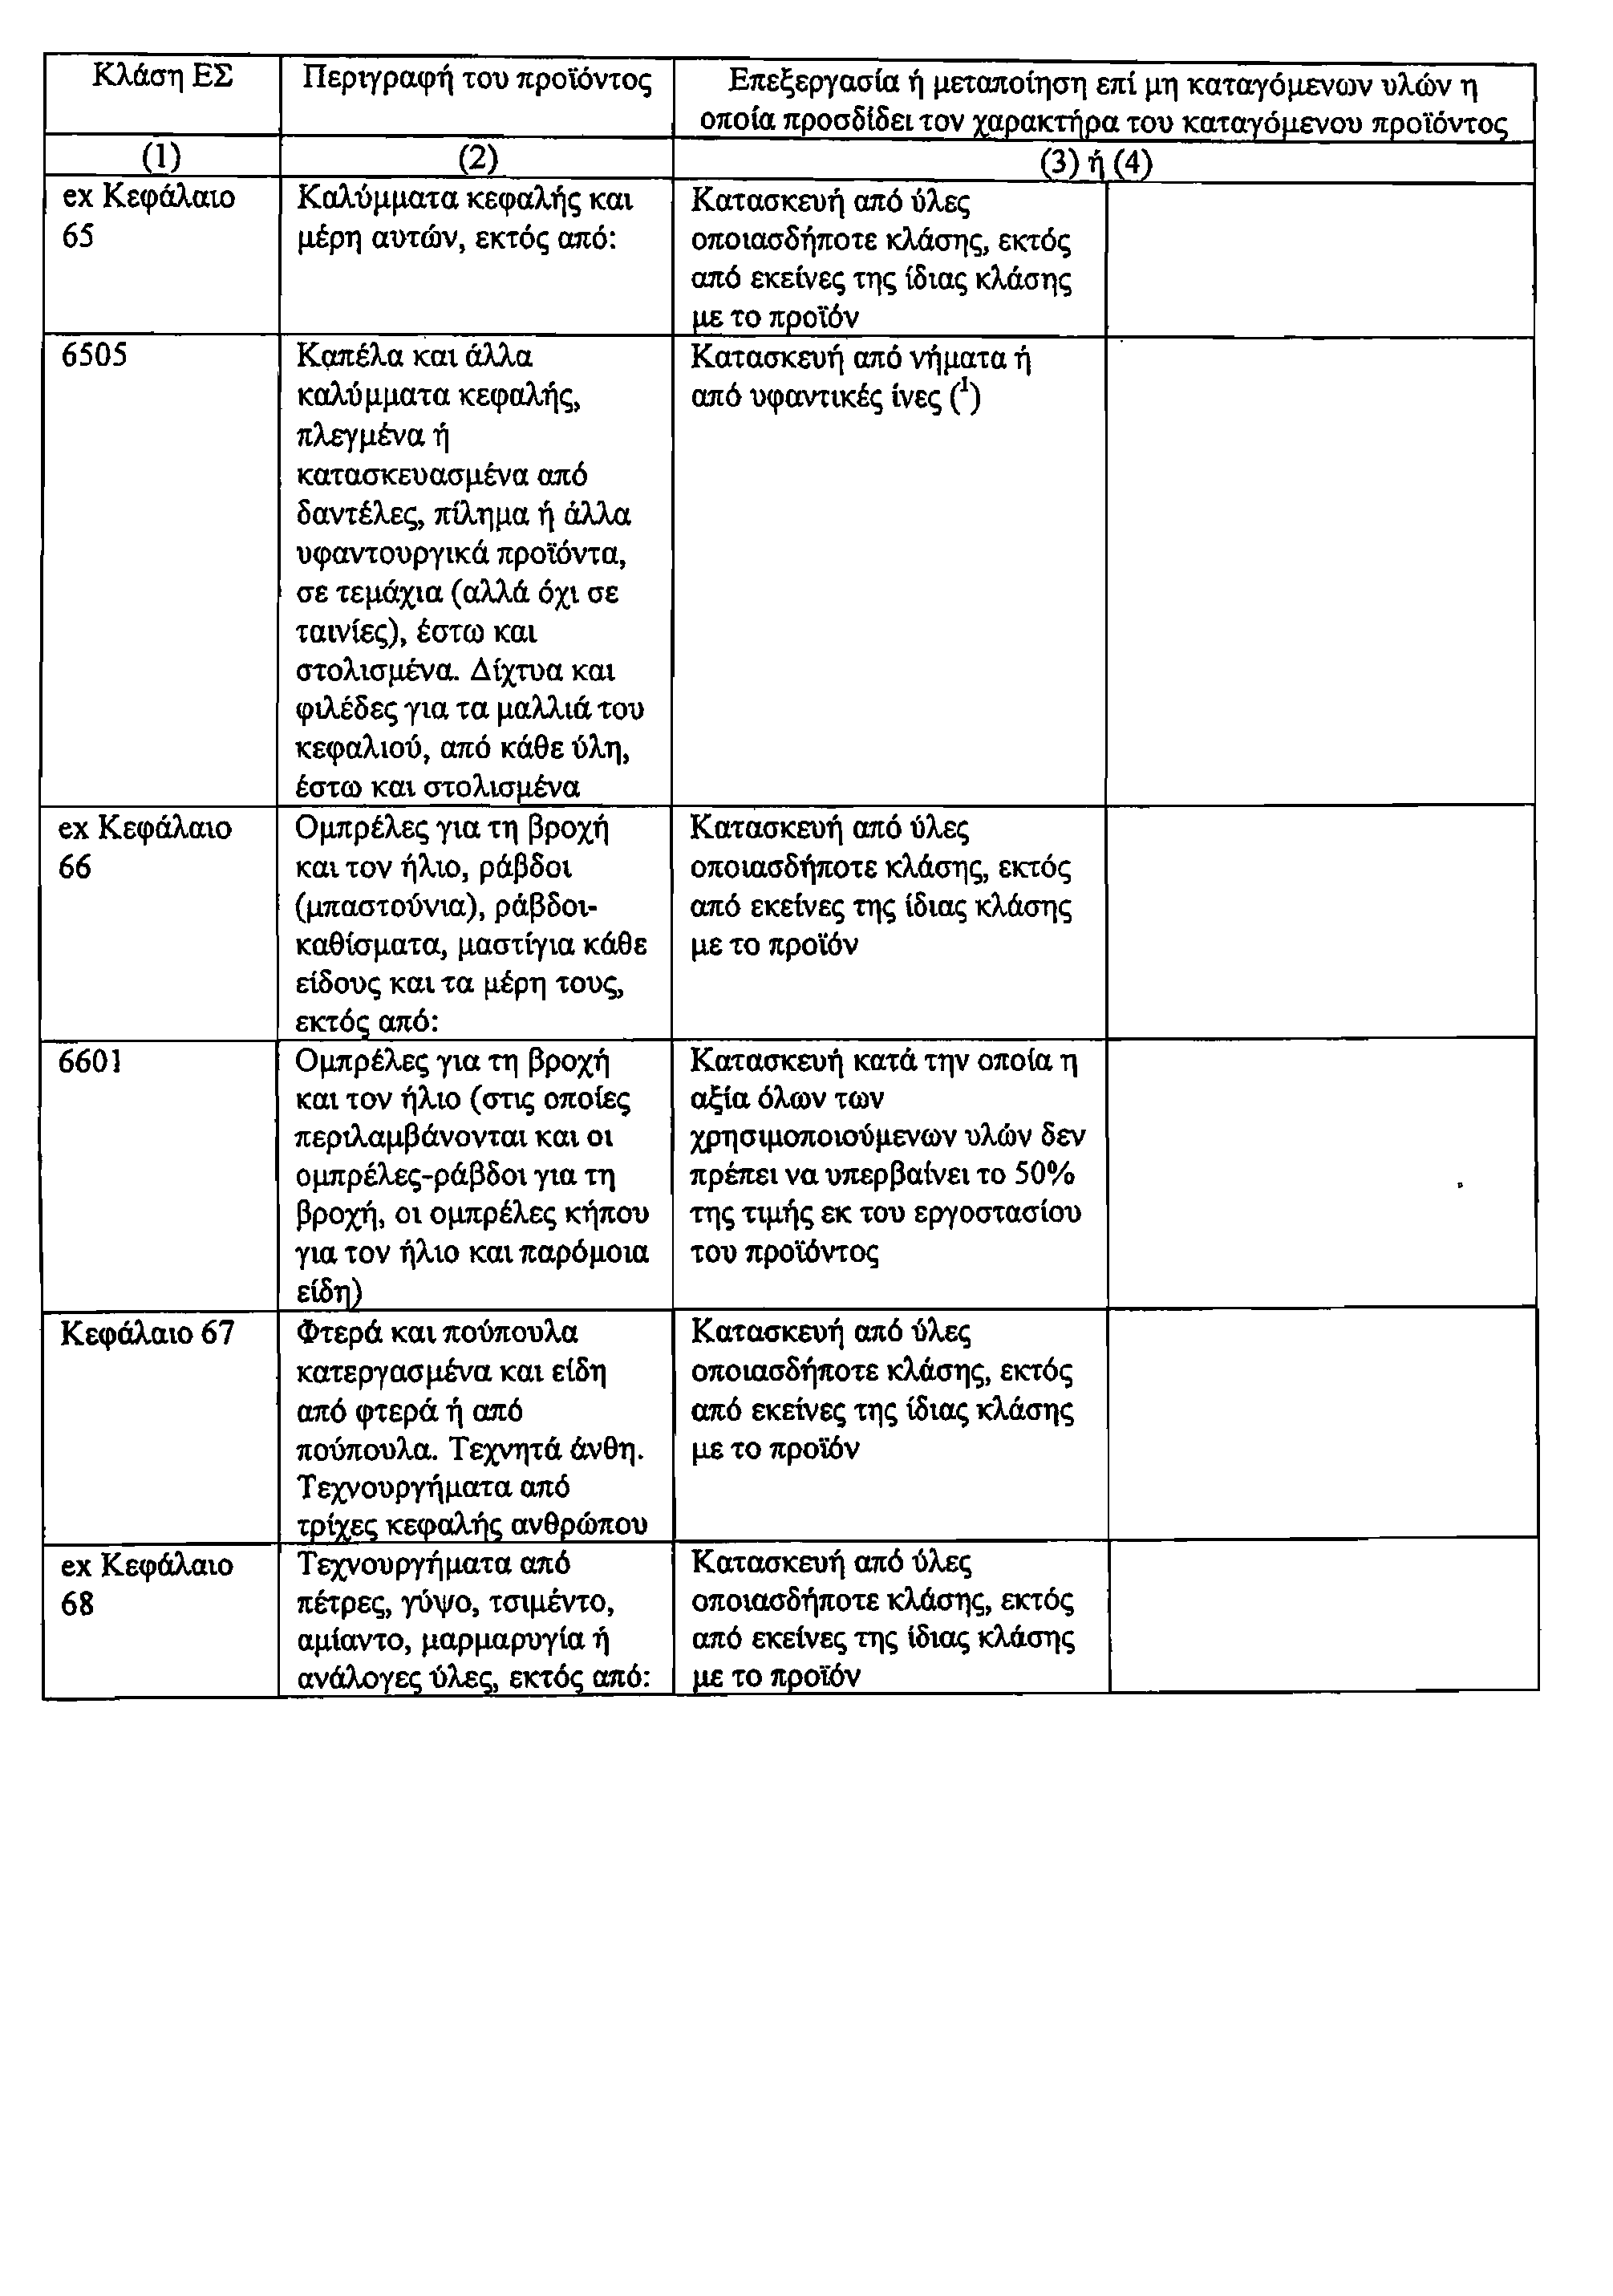 Κλάση ΕΣ
Περιγραφή του προϊόντος
Επεξεργασία ή μεταποίηση επί μη καταγόμενων υλών η
οποία προσδίδει τον χαρακτήρα του καταγόμενου προϊόντος
(1)
(2)
(3) ή (4)
ex Κεφάλαιο
65
Καλύμματα κεφαλής και
μέρη αυτών, εκτός από:
Κατασκευή από ύλες
οποιασδήποτε κλάσης, εκτός
από εκείνες της ίδιας κλάσης
με το προϊόν
6505
Καπέλα και άλλα
καλύμματα κεφαλής,
πλεγμένα ή
κατασκευασμένα από
δαντέλες, πίλημα ή άλλα
υφαντουργικά προϊόντα,
σε τεμάχια (αλλά όχι σε
ταινίες), έστω και
στολισμένα. Δίχτυα και
φιλέδες για τα μαλλιά του
κεφαλιού, από κάθε ύλη,
έστω και στολισμένα
Κατασκευή από νήματα ή
από υφαντικές ίνες (¹)
ex Κεφάλαιο
66
Ομπρέλες για τη βροχή
και τον ήλιο, ράβδοι
(μπαστούνια), ράβδοι-
καθίσματα, μαστίγια κάθε
είδους και τα μέρη τους,
εκτός από:
Κατασκευή από ύλες
οποιασδήποτε κλάσης, εκτός
από εκείνες της ίδιας κλάσης
με το προϊόν
6601
Ομπρέλες για τη βροχή
και τον ήλιο (στις οποίες
περιλαμβάνονται και οι
ομπρέλες-ράβδοι για τη
βροχή, οι ομπρέλες κήπου
για τον ήλιο και παρόμοια
είδη)
Κατασκευή κατά την οποία η
αξία όλων των
χρησιμοποιούμενων υλών δεν
πρέπει να υπερβαίνει το 50%
της τιμής εκ του εργοστασίου
του προϊόντος
Κεφάλαιο 67
Φτερά και πούπουλα
κατεργασμένα και είδη
από φτερά ή από
πούπουλα. Τεχνητά άνθη.
Τεχνουργήματα από
τρίχες κεφαλής ανθρώπου
Κατασκευή από ύλες
οποιασδήποτε κλάσης, εκτός
από εκείνες της ίδιας κλάσης
με το προϊόν
ex Κεφάλαιο
68
Τεχνουργήματα από
πέτρες, γύψο, τσιμέντο,
αμίαντο, μαρμαρυγία ή
ανάλογες ύλες, εκτός από:
Κατασκευή από ύλες
οποιασδήποτε κλάσης, εκτός
από εκείνες της ίδιας κλάσης
με το προϊόν